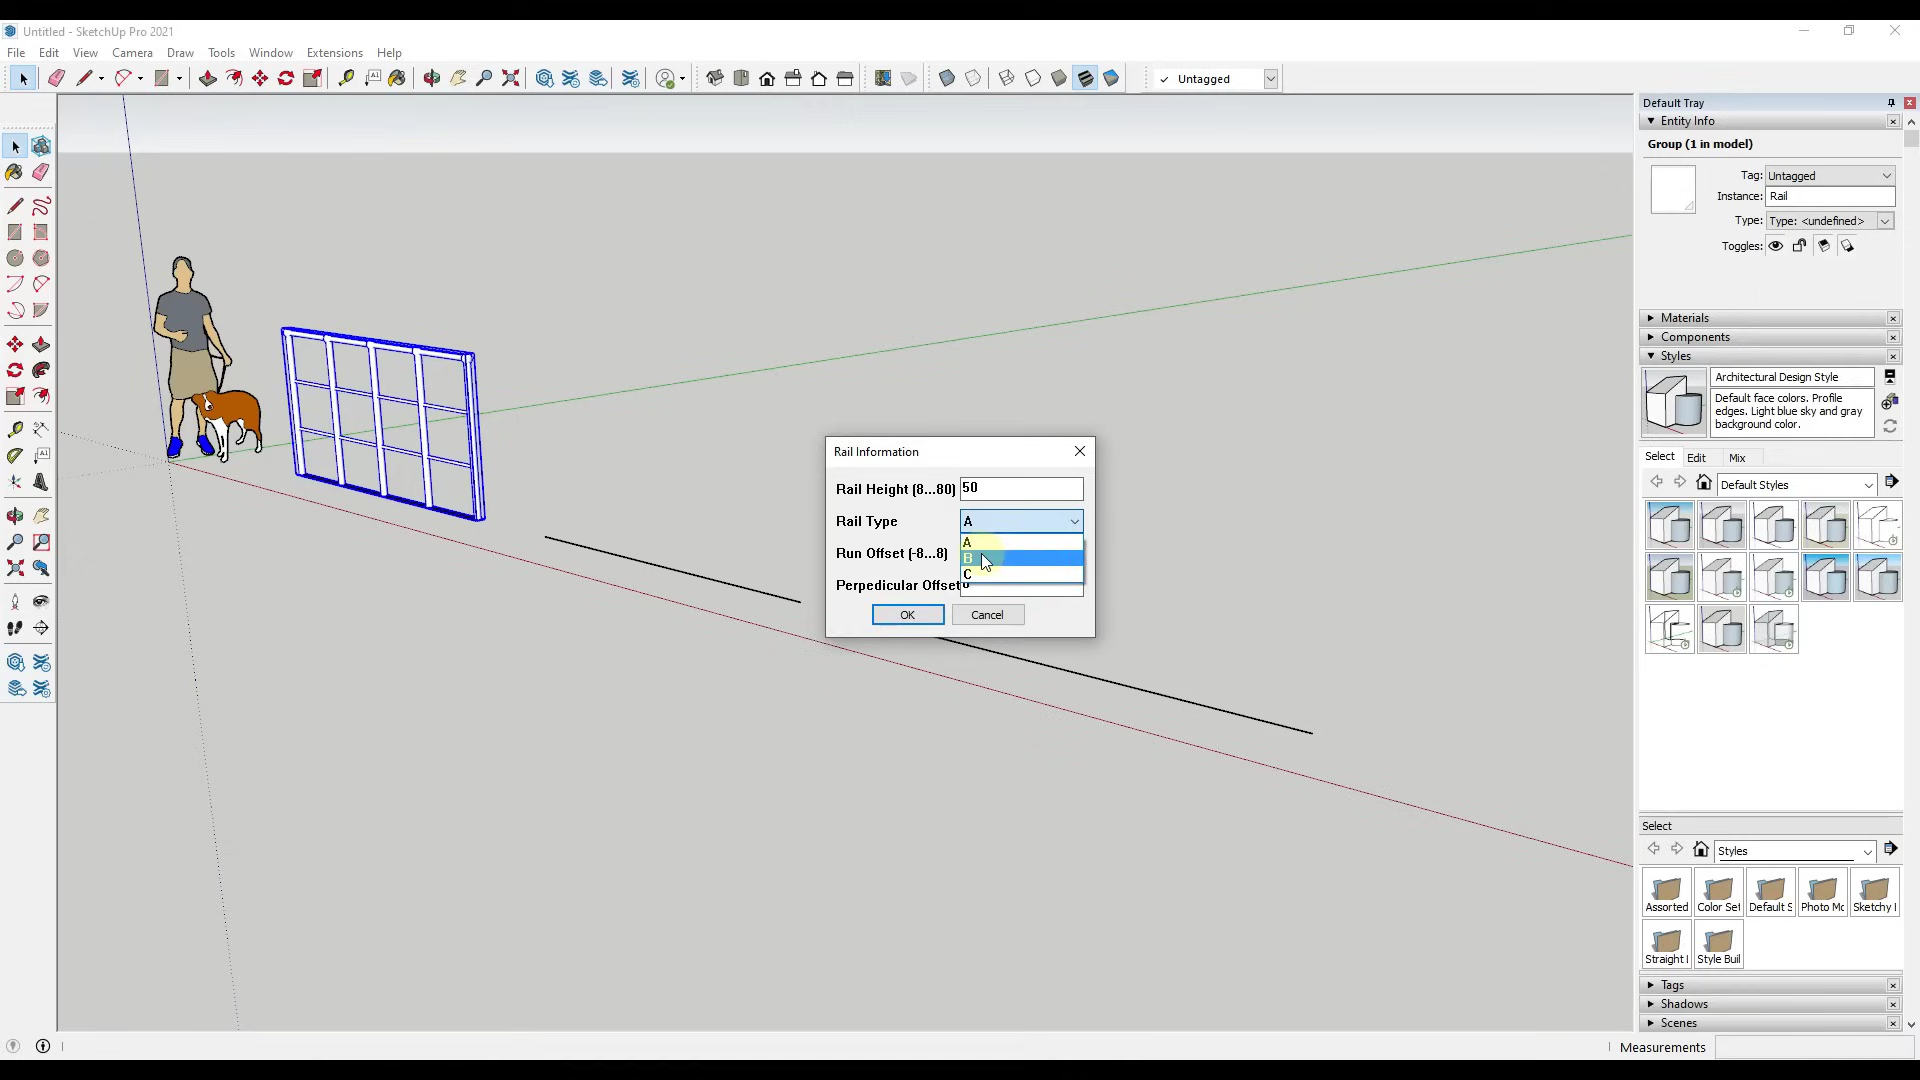 Untitled - SketchUp Pro 2021
File Edit View Camera Draw Tools Window Extensions Help
Untagged
Default Tray
Entity Info
Group (1 in model)
Tag: Untagged
Instance: Rail
Type: Type: <undefined>
Toggles:
Materials
Components
Styles
Architectural Design Style
Default face colors. Profile
edges. Light blue sky and gray
background color.
Select Edit Mix
Default Styles
Rail Information
Rail Height (8...80) 50
Rail Type A
A
Run Offset (-8...8) B
C
Perpedicular Offset
OK Cancel
Select
Styles
Assorted Color Set Default S Photo Mo Sketchy I
Straight I Style Buil
Tags
Shadows
Scenes
Measurements